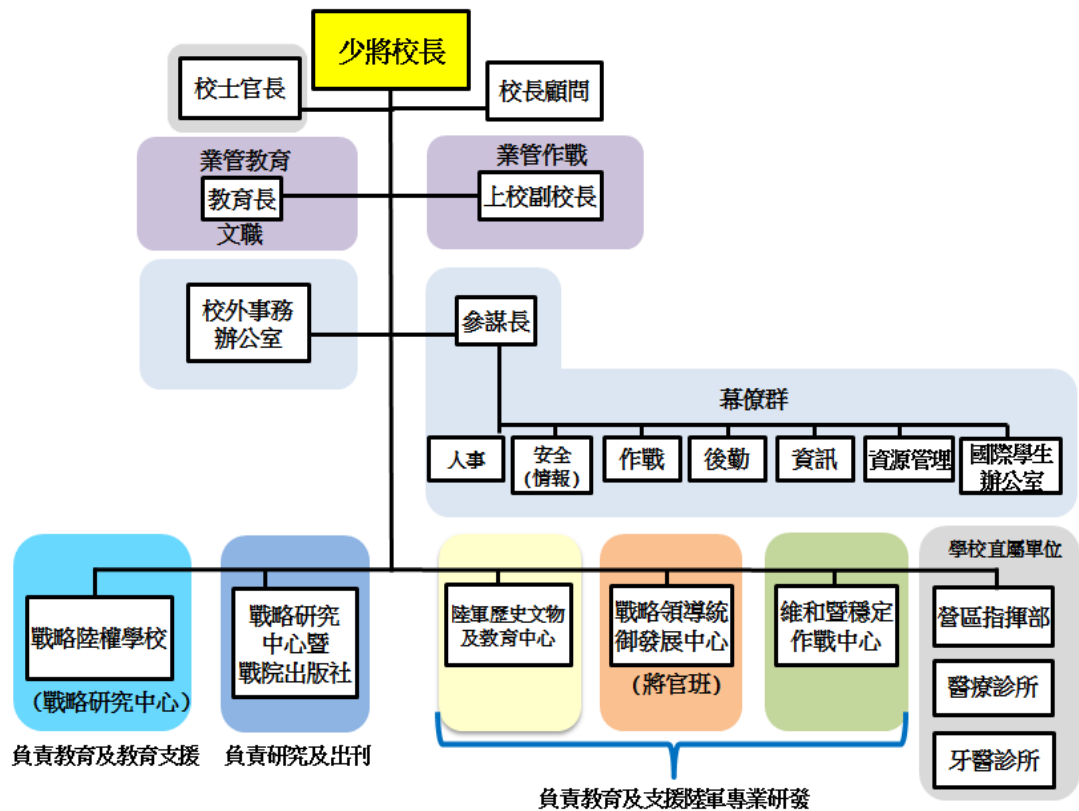 少將校長
校士官長
校長顧問
業管教育
教育長
文職
業管作戰
上校副校長
校外事務
辦公室
參謀長
幕僚群
人事
安全
(情報)
作戰
後勤
資訊
資源管理
國際學生
辦公室
戰略陸權學校
(戰略研究中心)
負責教育及教育支援
戰略研究
中心暨
戰院出版社
負責研究及出刊
陸軍歷史文物
及教育中心
戰略領導統
御發展中心
(將官班)
維和暨穩定
作戰中心
負責教育及支援陸軍專業研發
學校直屬單位
營區指揮部
醫療診所
牙醫診所